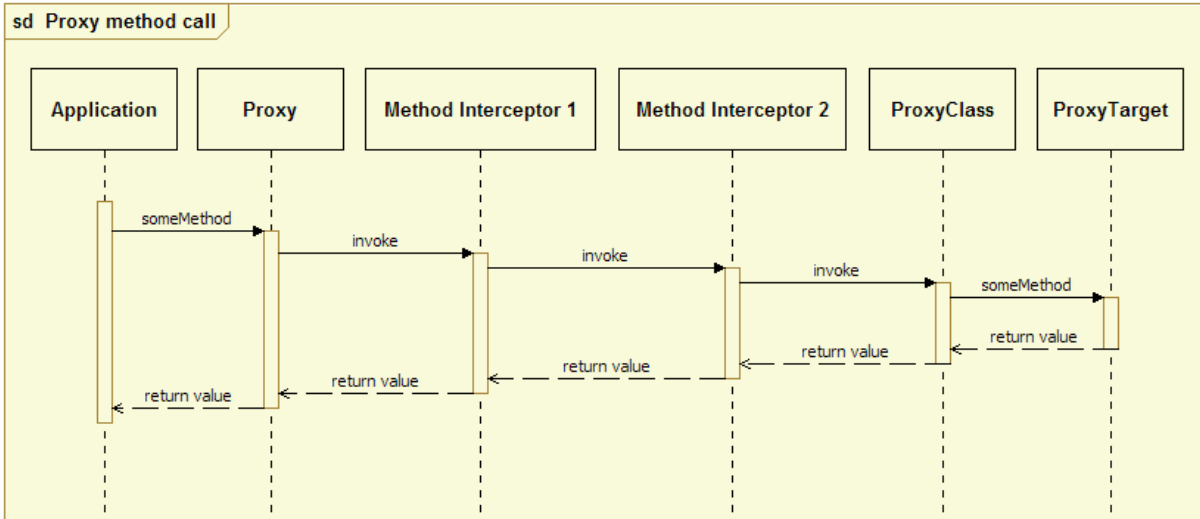 sd Proxy method call
Application
Proxy
Method Interceptor 1
Method Interceptor 2
ProxyClass
ProxyTarget
someMethod
invoke
invoke
invoke
someMethod
return value
return value
return value
return value
return value